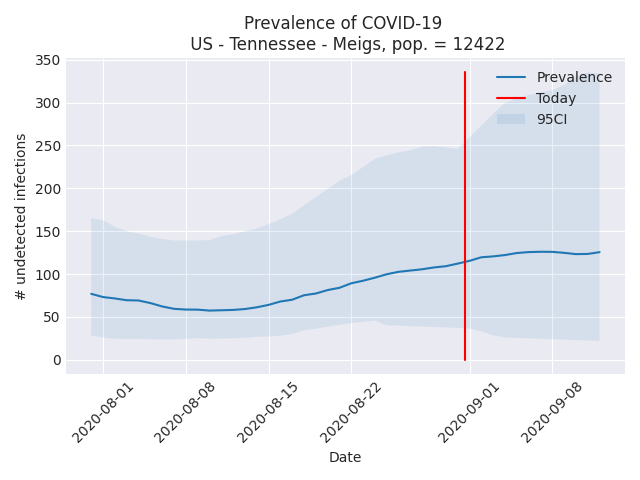 Prevalence of COVID-19
US - Tennessee - Meigs, pop. = 12422
350
300
250
200
150
100
50
0
# undetected infections
Prevalence
Today
95CI
2020-08-01
2020-08-08
2020-08-15
2020-08-22
2020-09-01
2020-09-08
Date